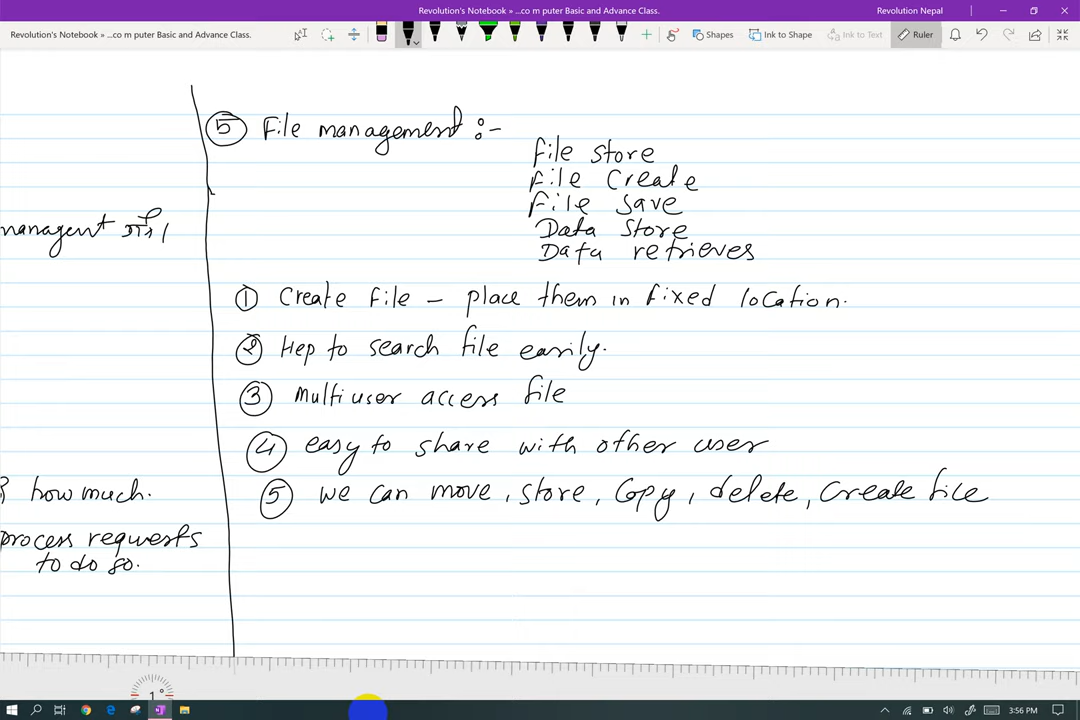 Revolution's Notebook » ...co m puter Basic and Advance Class.
Revolution Nepal
Revolution's Notebook » ...co m puter Basic and Advance Class.
Shapes
Ink to Shape
Ink to Text
Ruler
5 File management :-
File store
File Create
File Save
Data Store
Data retrieves
managent
1 Create File - place them in fixed location.
2 Hep to search file easily.
3 Multiuser access file
4 easy to share with other user
5 We can move, store, Copy, delete, Create file
how much.
process requests
to do so.
1°
3:56 PM